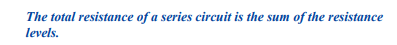 The total resistance of a series circuit is the sum of the resistance
levels.